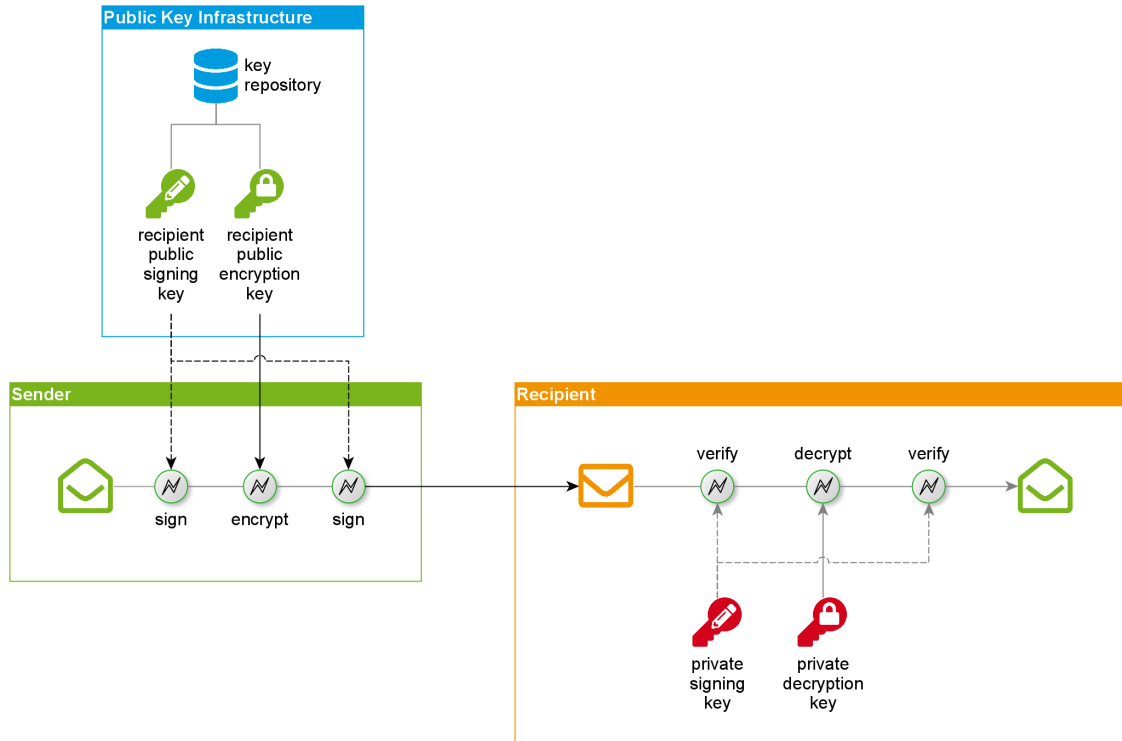 Public Key Infrastructure
key
repository
recipient
public
signing
key
recipient
public
encryption
key
Sender
sign
encrypt
sign
Recipient
verify
decrypt
verify
private
signing
key
private
decryption
key